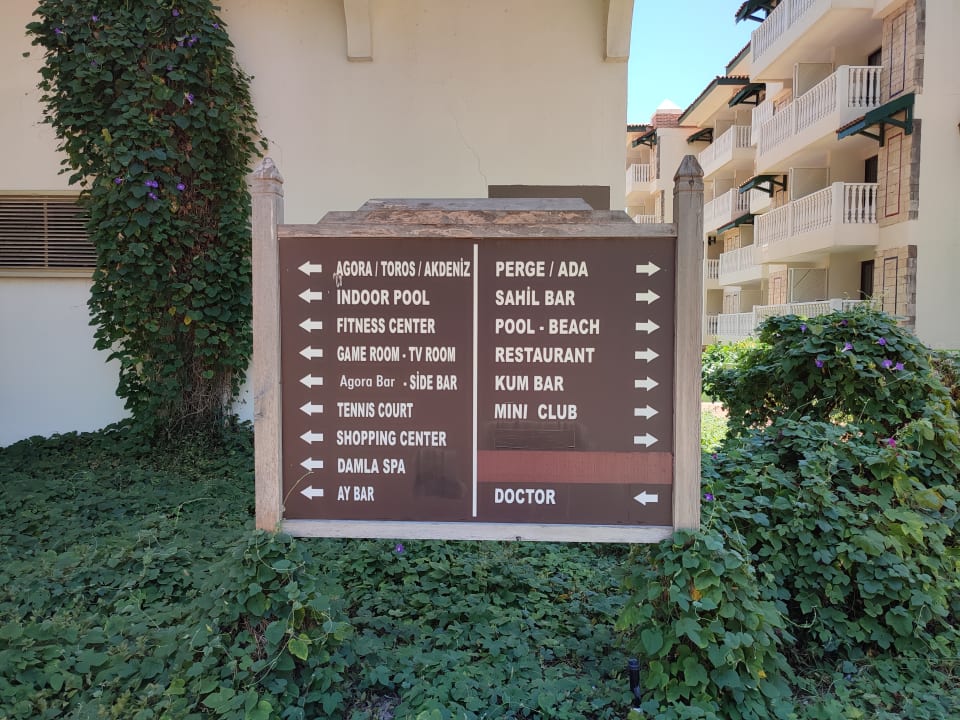 AGORA / TOROS / AKDENİZ
INDOOR POOL
FITNESS CENTER
GAME ROOM - TV ROOM
Agora Bar - SİDE BAR
TENNIS COURT
SHOPPING CENTER
DAMLA SPA
AY BAR
PERGE / ADA
SAHİL BAR
POOL - BEACH
RESTAURANT
KUM BAR
MINI CLUB
DOCTOR